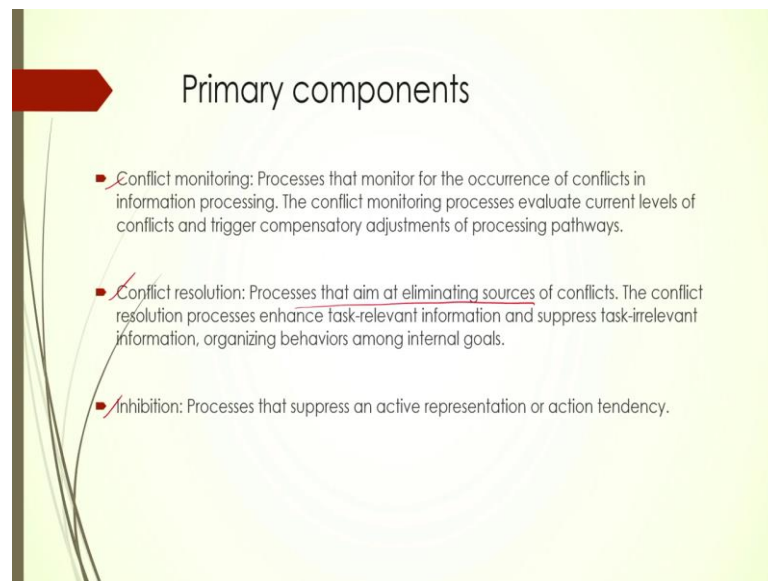 Primary components
Conflict monitoring: Processes that monitor for the occurrence of conflicts in
information processing. The conflict monitoring processes evaluate current levels of
conflicts and trigger compensatory adjustments of processing pathways.
Conflict resolution: Processes that aim at eliminating sources of conflicts. The conflict
resolution processes enhance task-relevant information and suppress task-irrelevant
information, organizing behaviors among internal goals.
Inhibition: Processes that suppress an active representation or action tendency.